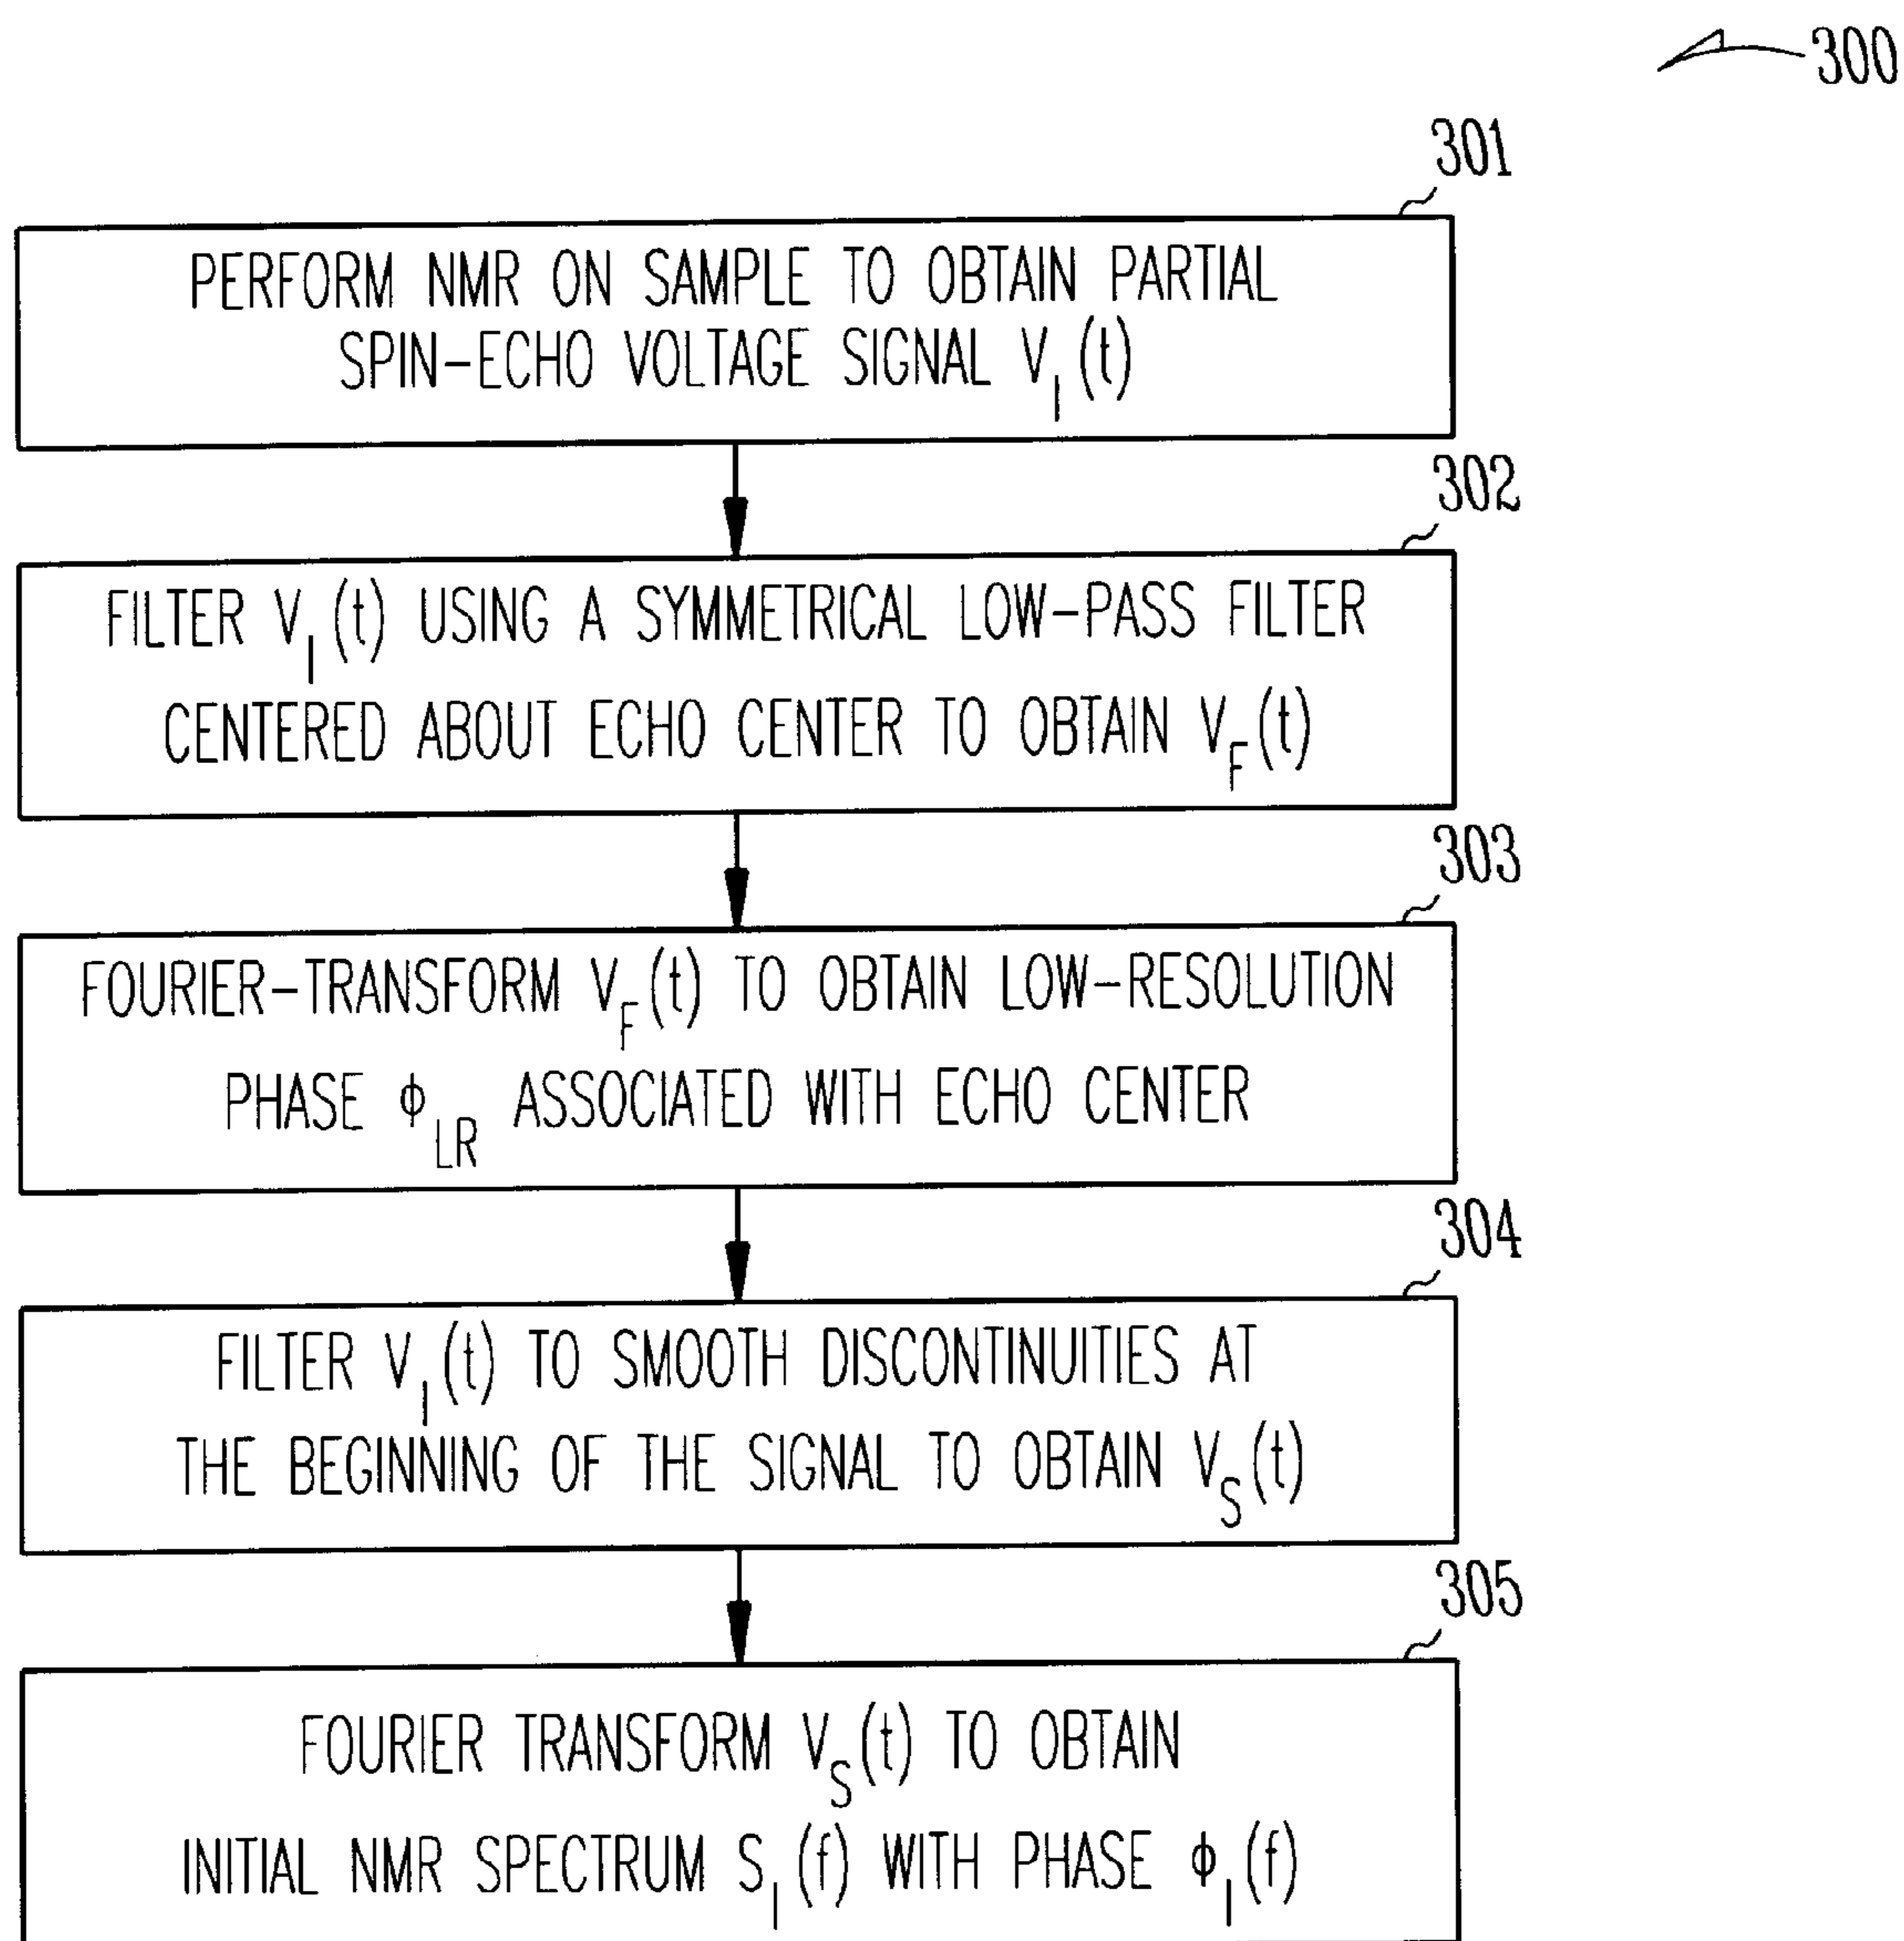 300
301
PERFORM NMR ON SAMPLE TO OBTAIN PARTIAL
SPIN-ECHO VOLTAGE SIGNAL V_I(t)
302
FILTER V_I(t) USING A SYMMETRICAL LOW-PASS FILTER
CENTERED ABOUT ECHO CENTER TO OBTAIN V_F(t)
303
FOURIER-TRANSFORM V_F(t) TO OBTAIN LOW-RESOLUTION
PHASE ϕ_LR ASSOCIATED WITH ECHO CENTER
304
FILTER V_I(t) TO SMOOTH DISCONTINUITIES AT
THE BEGINNING OF THE SIGNAL TO OBTAIN V_S(t)
305
FOURIER TRANSFORM V_S(t) TO OBTAIN
INITIAL NMR SPECTRUM S_I(f) WITH PHASE ϕ_I(f)